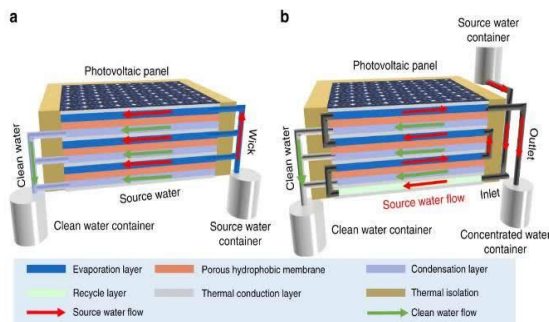 a
Photovoltaic panel
Clean water
Wick
Source water
Clean water container
Source water
container
b
Source water
container
Photovoltaic panel
Clean water
Outlet
Inlet
Source water flow
Clean water container
Concentrated water
container
Evaporation layer
Porous hydrophobic membrane
Condensation layer
Recycle layer
Thermal conduction layer
Thermal isolation
Source water flow
Clean water flow